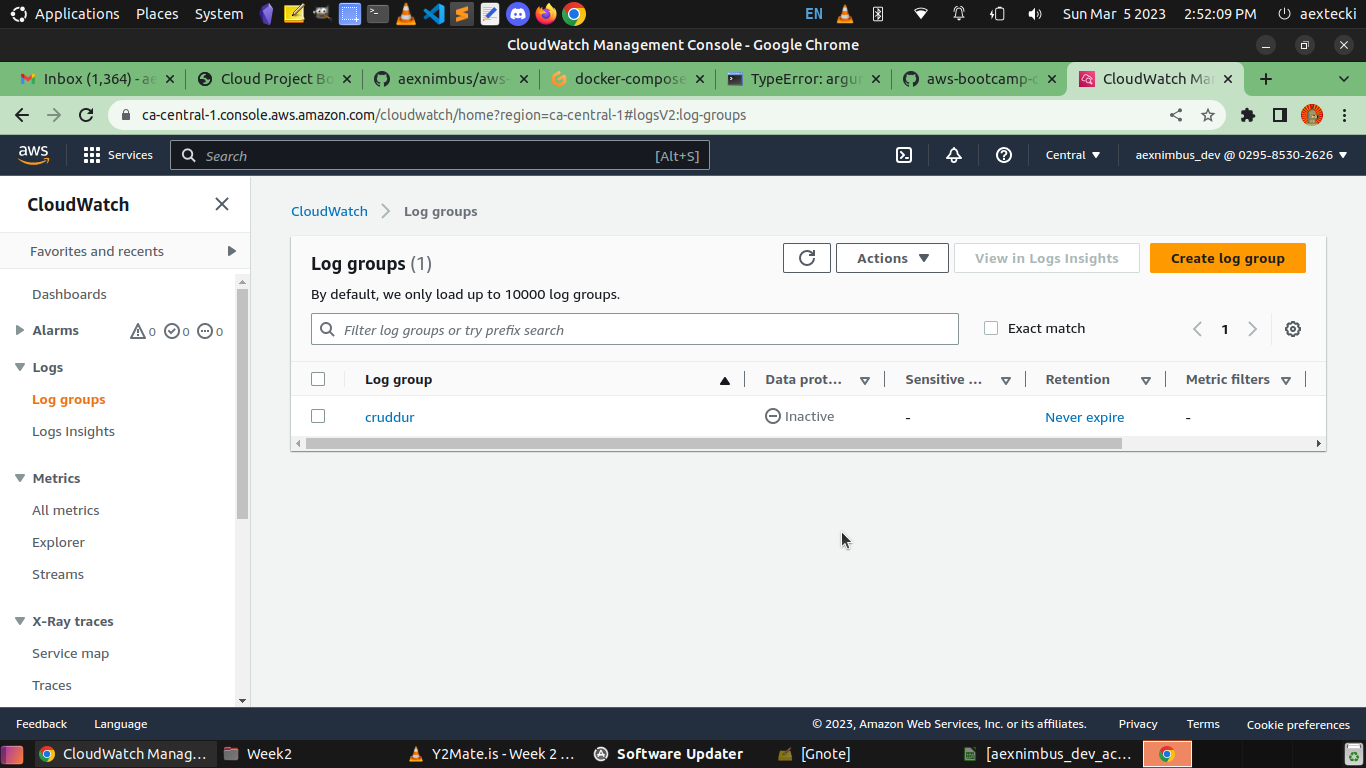 Applications Places System EN Sun Mar 5 2023 2:52:09 PM aextecki
CloudWatch Management Console - Google Chrome
Inbox (1,364) - ae Cloud Project Bo aexnimbus/aws- docker-compose TypeError: argur aws-bootcamp-c CloudWatch Ma
ca-central-1.console.aws.amazon.com/cloudwatch/home?region=ca-central-1#logsV2:log-groups
aws Services Search [Alt+S] Central aexnimbus_dev @ 0295-8530-2626
CloudWatch
Favorites and recents
Dashboards
Alarms 0 0 0
Logs
Log groups
Logs Insights
Metrics
All metrics
Explorer
Streams
X-Ray traces
Service map
Traces
CloudWatch Log groups
Log groups (1) Actions View in Logs Insights Create log group
By default, we only load up to 10000 log groups.
Filter log groups or try prefix search Exact match 1
Log group Data prot... Sensitive ... Retention Metric filters
cruddur Inactive - Never expire -
Feedback Language © 2023, Amazon Web Services, Inc. or its affiliates. Privacy Terms Cookie preferences
CloudWatch Manag... Week2 Y2Mate.is - Week 2 ... Software Updater [Gnote] [aexnimbus_dev_ac...